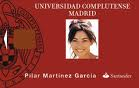 UNIVERSIDAD COMPLUTENSE
MADRID
Pilar Martínez García
Santander